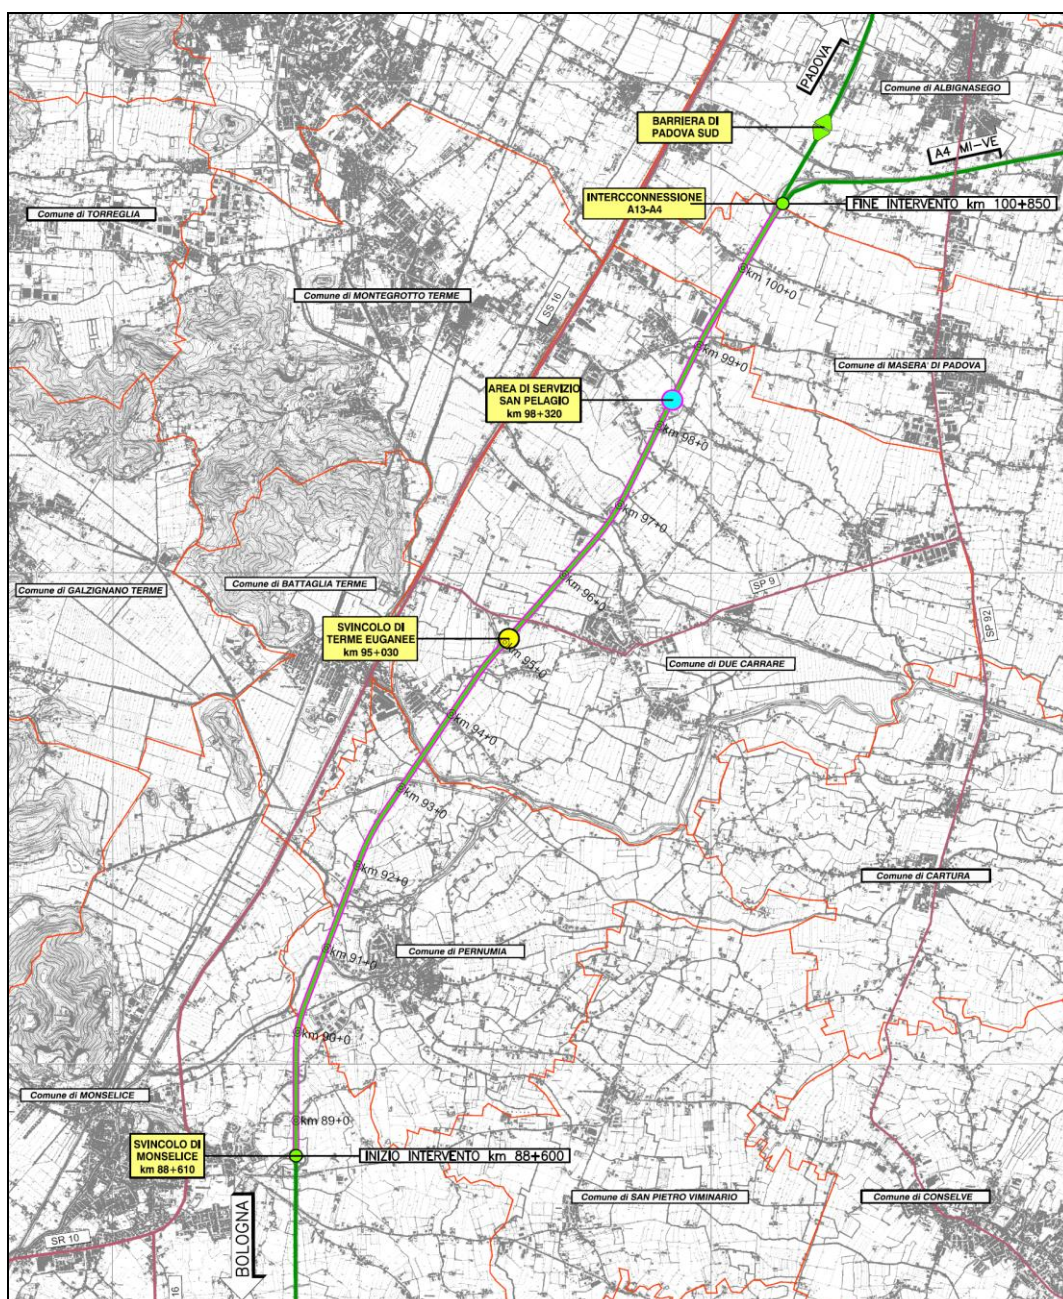 PADOVA
Comune di ALBIGNASEGO
BARRIERA DI
PADOVA SUD
A4 MI-VE
INTERCCONNESSIONE
A13-A4
FINE INTERVENTO km 100+850
Comune di TORREGLIA
km 100+0
Comune di MONTEGROTTO TERME
SS 16
km 99+0
Comune di MASERA' DI PADOVA
AREA DI SERVIZIO
SAN PELAGIO
km 98+320
km 98+0
km 97+0
Comune di GALZIGNANO TERME
Comune di BATTAGLIA TERME
km 96+0
SP 9
SVINCOLO DI
TERME EUGANEE
km 95+030
km 95+0
SP 92
Comune di DUE CARRARE
km 94+0
km 93+0
km 92+0
Comune di CARTURA
km 91+0
Comune di PERNUMIA
km 90+0
Comune di MONSELICE
km 89+0
SVINCOLO DI
MONSELICE
km 88+610
INIZIO INTERVENTO km 88+600
Comune di SAN PIETRO VIMINARIO
Comune di CONSELVE
SR 10
BOLOGNA
16